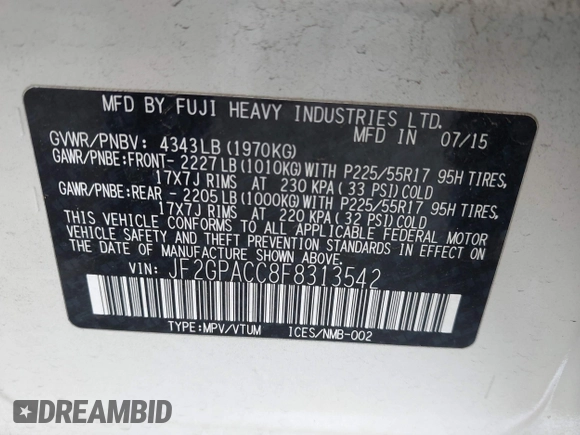 MFD BY FUJI HEAVY INDUSTRIES LTD.
MFD IN 07/15
GVWR/PNBV: 4343LB (1970KG)
GAWR/PNBE:FRONT- 2227LB(1010KG)WITH P225/55R17 95H TIRES,
17X7J RIMS AT 230 KPA( 33 PSI)COLD
GAWR/PNBE:REAR - 2205LB(1000KG)WITH P225/55R17 95H TIRES,
17X7J RIMS AT 220 KPA( 32 PSI)COLD
THIS VEHICLE CONFORMS TO ALL APPLICABLE FEDERAL MOTOR
VEHICLE SAFETY AND THEFT PREVENTION STANDARDS IN EFFECT ON
THE DATE OF MANUFACTURE SHOWN ABOVE.
VIN: JF2GPACC8F8313542
TYPE:MPV/VTUM ICES/NMB-002
DREAMBID